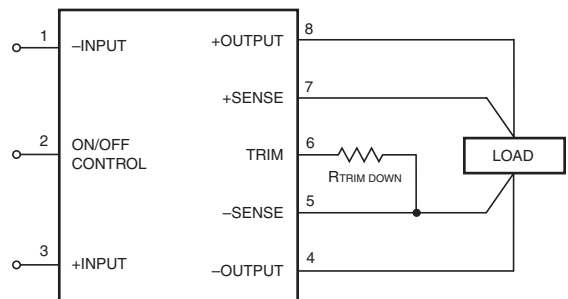 1 –INPUT
+OUTPUT 8
+SENSE 7
2 ON/OFF
CONTROL
TRIM 6
RTRIM DOWN
LOAD
–SENSE 5
3 +INPUT
–OUTPUT 4